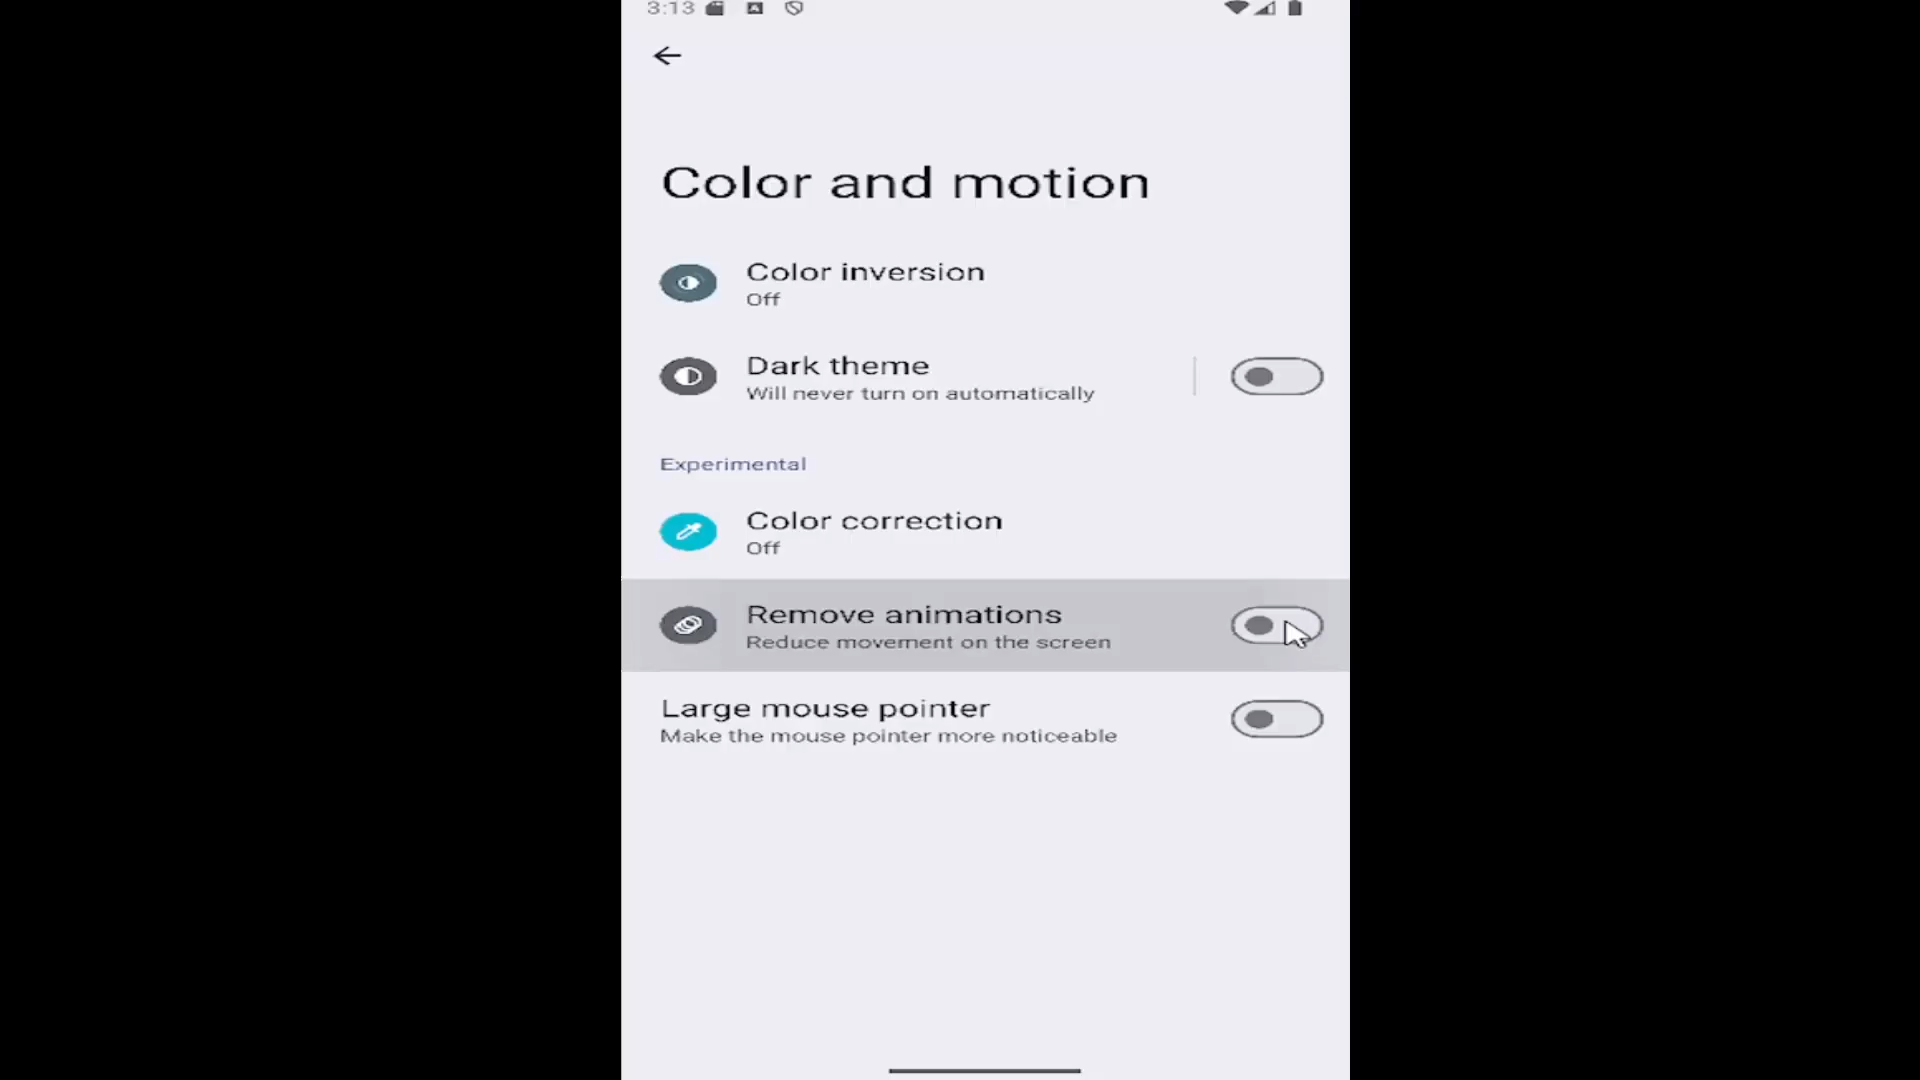 3:13
Color and motion
Color inversion
Off
Dark theme
Will never turn on automatically
Experimental
Color correction
Off
Remove animations
Reduce movement on the screen
Large mouse pointer
Make the mouse pointer more noticeable